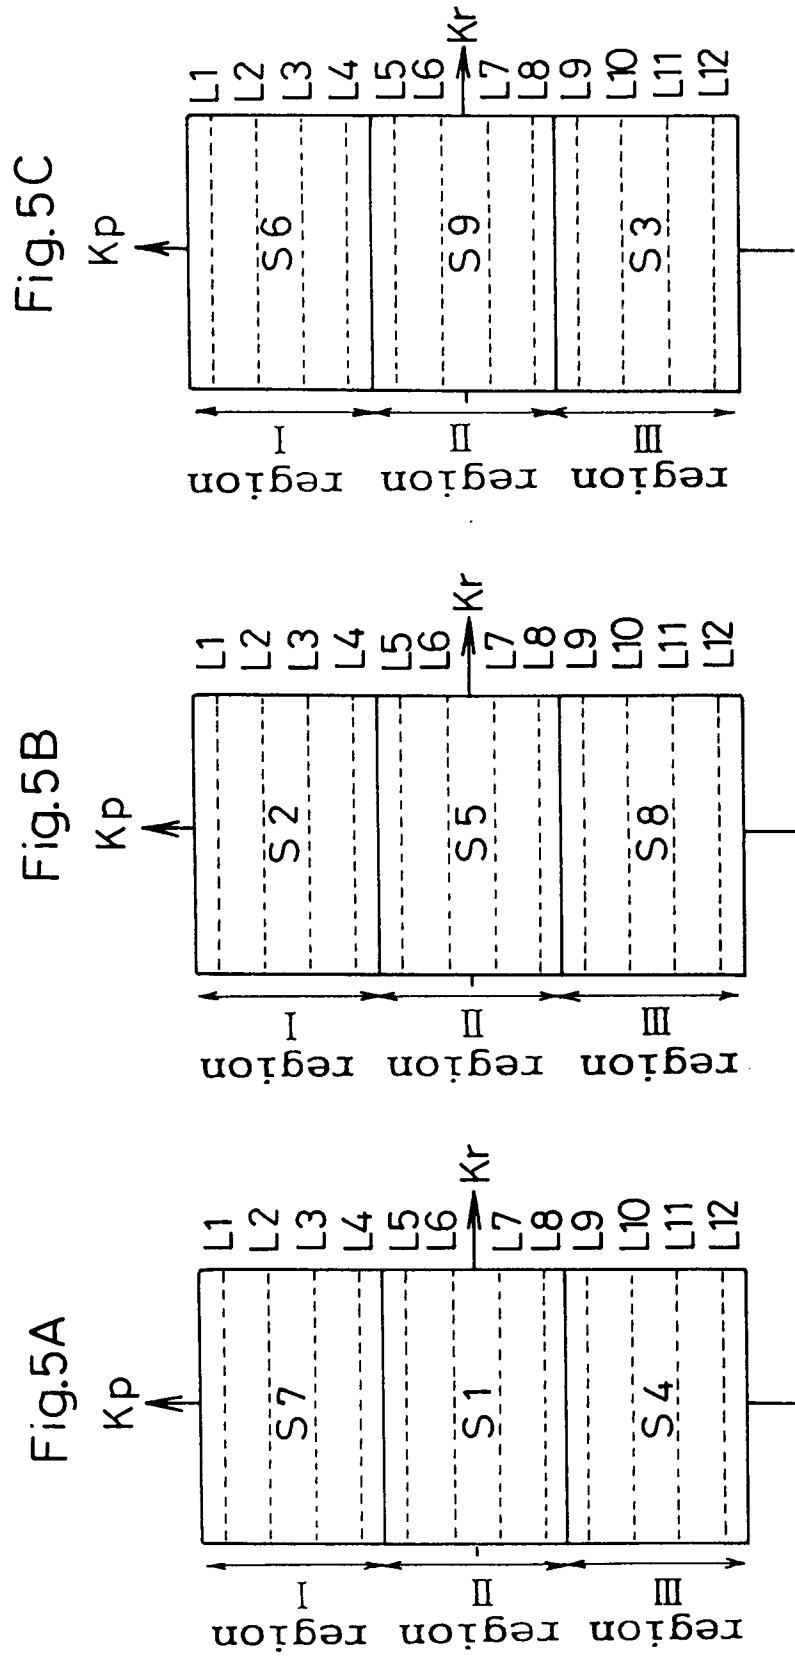 Fig.5A
Kp
region I
region II
region III
S7
S1
S4
L1
L2
L3
L4
L5
L6
Kr
L7
L8
L9
L10
L11
L12
Fig.5B
Kp
region I
region II
region III
S2
S5
S8
L1
L2
L3
L4
L5
L6
Kr
L7
L8
L9
L10
L11
L12
Fig.5C
Kp
region I
region II
region III
S6
S9
S3
L1
L2
L3
L4
L5
L6
Kr
L7
L8
L9
L10
L11
L12